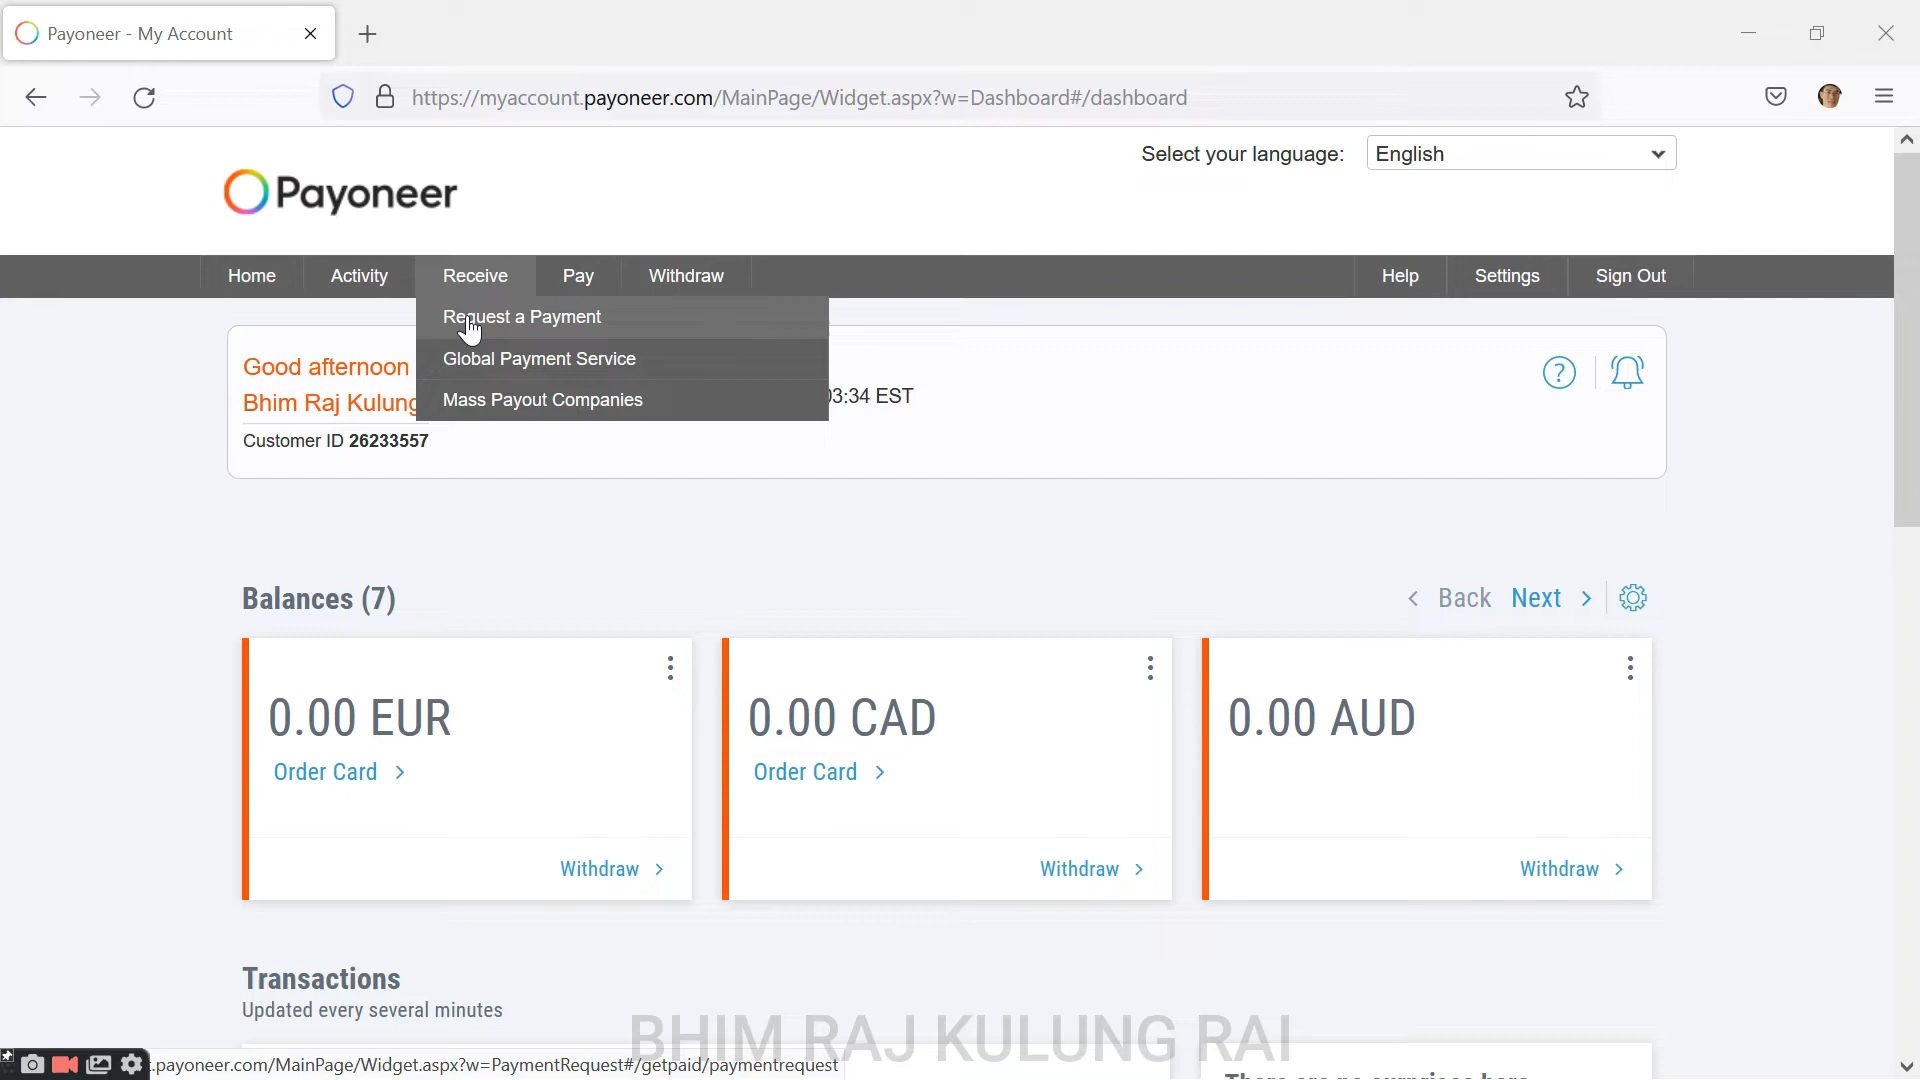 Payoneer - My Account
https://myaccount.payoneer.com/MainPage/Widget.aspx?w=Dashboard#/dashboard
Select your language: English
Payoneer
Home Activity Receive Pay Withdraw Help Settings Sign Out
Request a Payment
Global Payment Service
Mass Payout Companies
Good afternoon
Bhim Raj Kulung
03:34 EST
Customer ID 26233557
Balances (7)
Back Next
0.00 EUR
Order Card
Withdraw
0.00 CAD
Order Card
Withdraw
0.00 AUD
Withdraw
Transactions
Updated every several minutes
BHIM RAJ KULUNG RAI
.payoneer.com/MainPage/Widget.aspx?w=PaymentRequest#/getpaid/paymentrequest